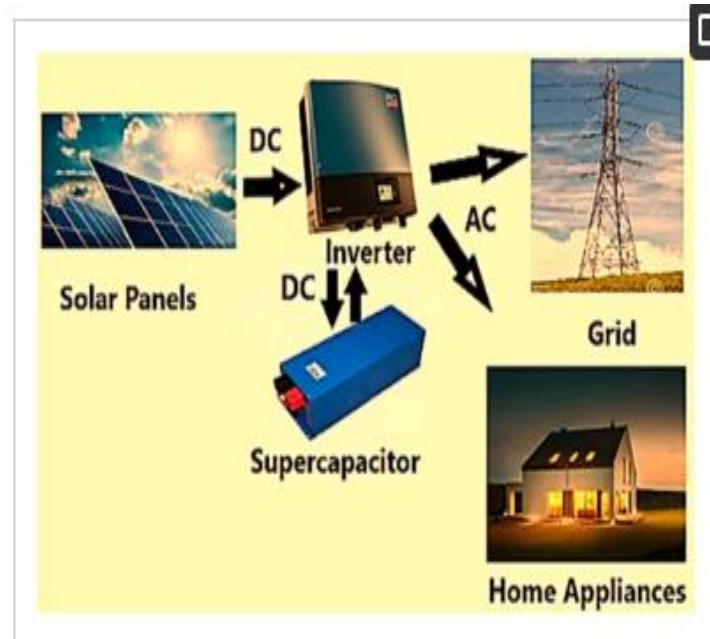 DC
Inverter
AC
DC
Solar Panels
Grid
Supercapacitor
Home Appliances